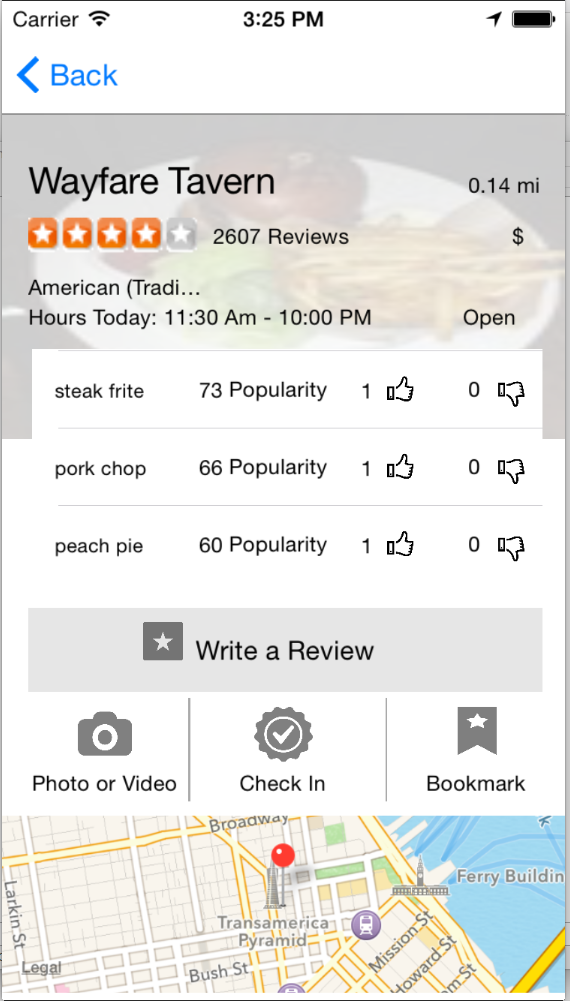 Carrier 3:25 PM
Back
Wayfare Tavern 0.14 mi
2607 Reviews $
American (Tradi...
Hours Today: 11:30 Am - 10:00 PM Open
steak frite 73 Popularity 1 0
pork chop 66 Popularity 1 0
peach pie 60 Popularity 1 0
Write a Review
Photo or Video Check In Bookmark
Broadway
k
Larkin St
Ferry Buildin
Transamerica
Pyramid
Mission St
Howard St
om St
Legal
Bush St